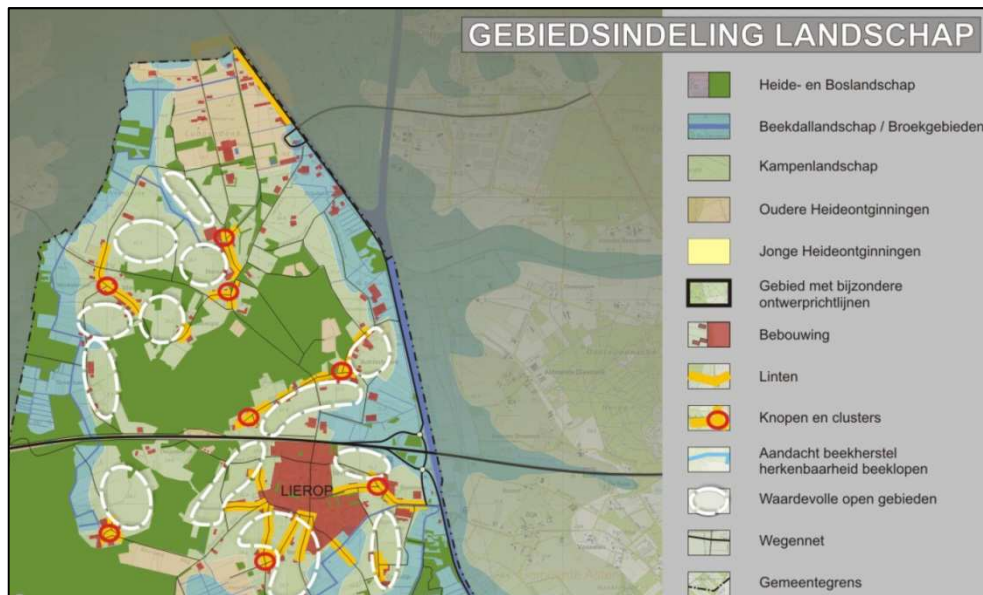 GEBIEDSINDELING LANDSCHAP
Heide- en Boslandschap
Beekdallandschap / Broekgebieden
Kampenlandschap
Oudere Heideontginningen
Jonge Heideontginningen
Gebied met bijzondere
ontwerprichtlijnen
Bebouwing
Linten
Knopen en clusters
Aandacht beekherstel
herkenbaarheid beeklopen
Waardevolle open gebieden
Wegennet
Gemeentegrens
LIEROP